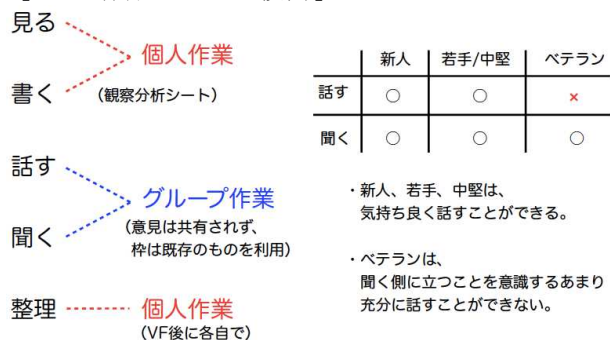 見る
個人作業
書く
(観察分析シート)
話す
グループ作業
(意見は共有されず、
枠は既存のものを利用)
聞く
整理
個人作業
(VF後に各自で)
新人 若手/中堅 ベテラン
話す ○ ○ ×
聞く ○ ○ ○
・新人、若手、中堅は、
気持ち良く話すことができる。
・ベテランは、
聞く側に立つことを意識するあまり
充分に話すことができない。